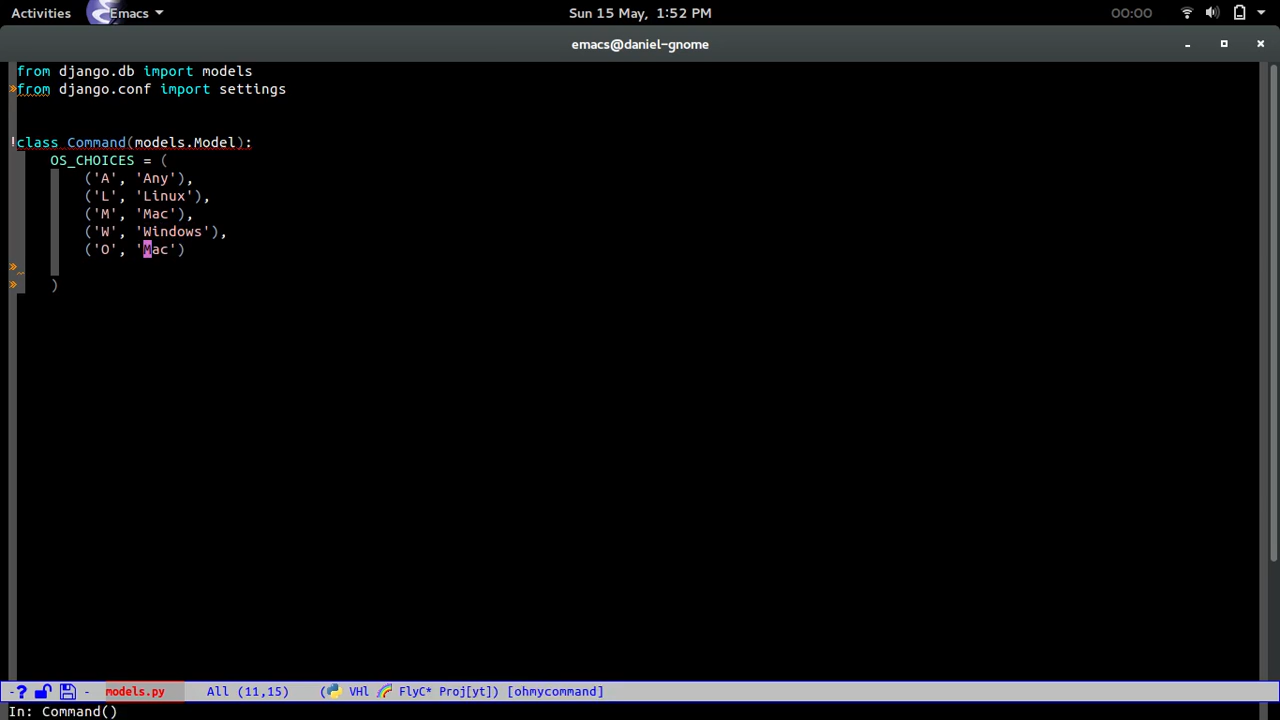 Activities Emacs Sun 15 May, 1:52 PM 00:00
emacs@daniel-gnome
from django.db import models
»from django.conf import settings
!class Command(models.Model):
OS_CHOICES = (
('A', 'Any'),
('L', 'Linux'),
('M', 'Mac'),
('W', 'Windows'),
('O', 'Mac')
»
» )
-? - models.py All (11,15) ( VHl FlyC* Proj[yt]) [ohmycommand]
In: Command()